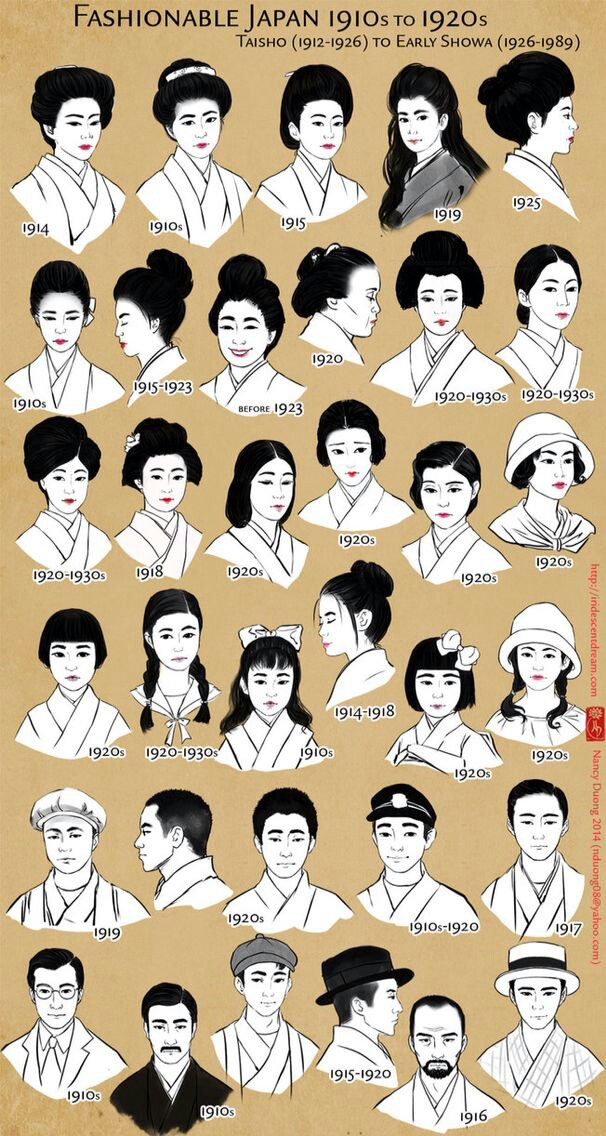 Fashionable Japan 1910s to 1920s
Taisho (1912-1926) to Early Showa (1926-1989)
1914
1910s
1915
1919
1925
1910s
1915-1923
before 1923
1920
1920-1930s
1920-1930s
1920-1930s
1918
1920s
1920s
1920s
1920s
1920s
1920-1930s
1910s
1914-1918
1920s
1920s
1919
1920s
1910s-1920
1917
1910s
1910s
1915-1920
1916
1920s
http://iridescentdream.com
Nancy Duong 2014 (nduong08@yahoo.com)